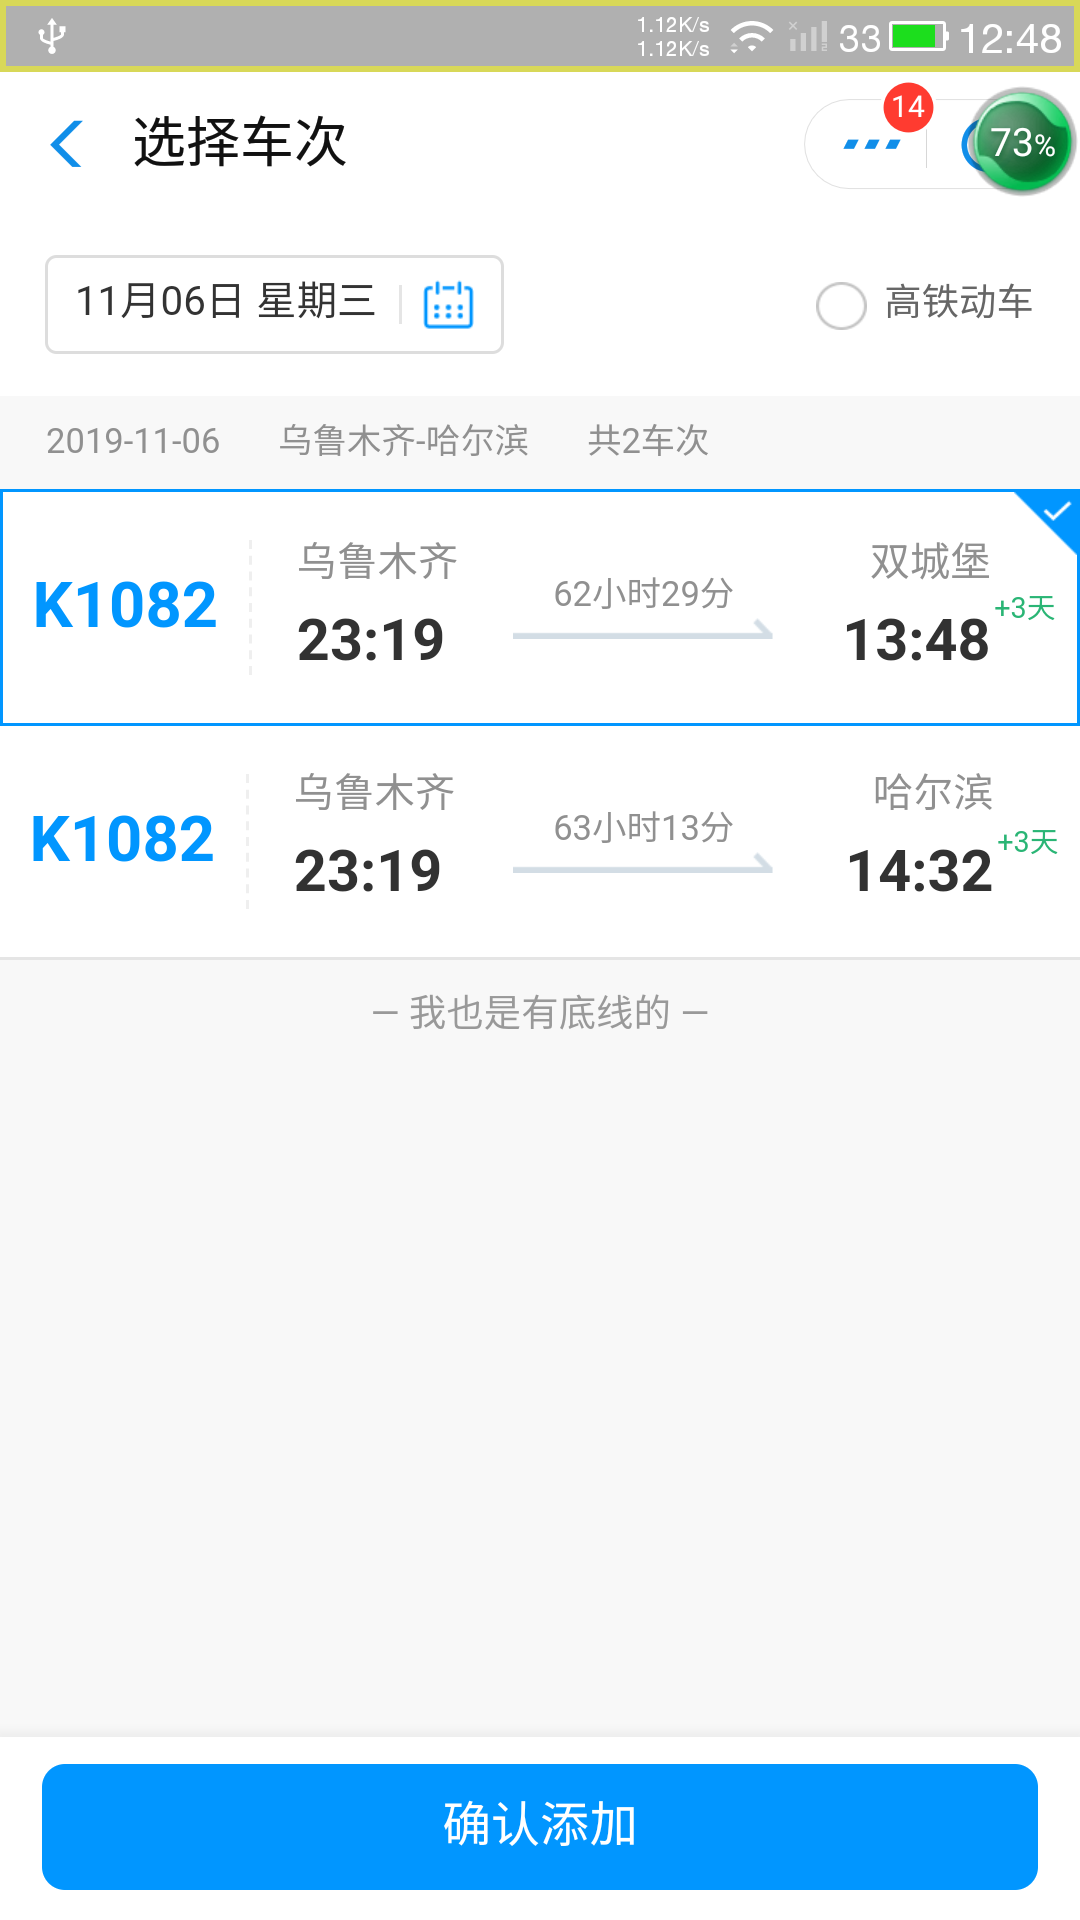 1.12K/s
1.12K/s
33
12:48
选择车次
14
73%
11月06日 星期三
高铁动车
2019-11-06 乌鲁木齐-哈尔滨 共2车次
K1082
乌鲁木齐
23:19
62小时29分
双城堡
13:48
+3天
K1082
乌鲁木齐
23:19
63小时13分
哈尔滨
14:32
+3天
— 我也是有底线的 —
确认添加